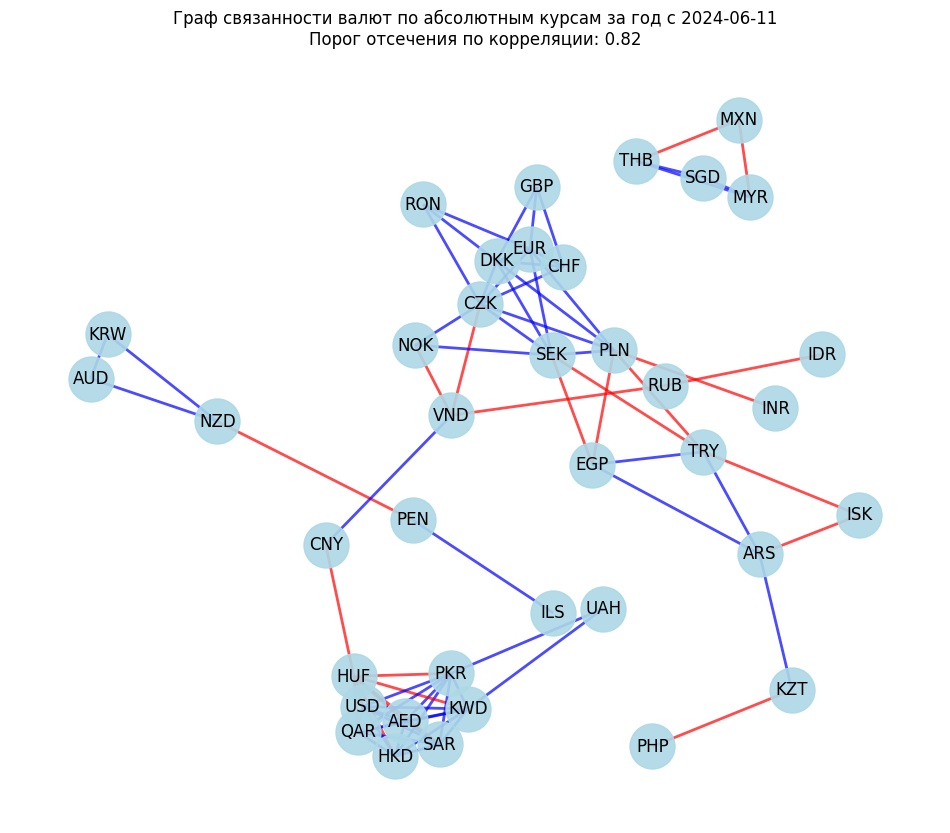 Граф связанности валют по абсолютным курсам за год с 2024-06-11
Порог отсечения по корреляции: 0.82
MXN
THB
SGD
GBP
MYR
RON
EUR
DKK
CHF
CZK
KRW
NOK
SEK
PLN
IDR
AUD
RUB
INR
VND
NZD
TRY
EGP
ISK
PEN
CNY
ARS
ILS
UAH
HUF
PKR
KZT
USD
KWD
AED
QAR
SAR
PHP
HKD